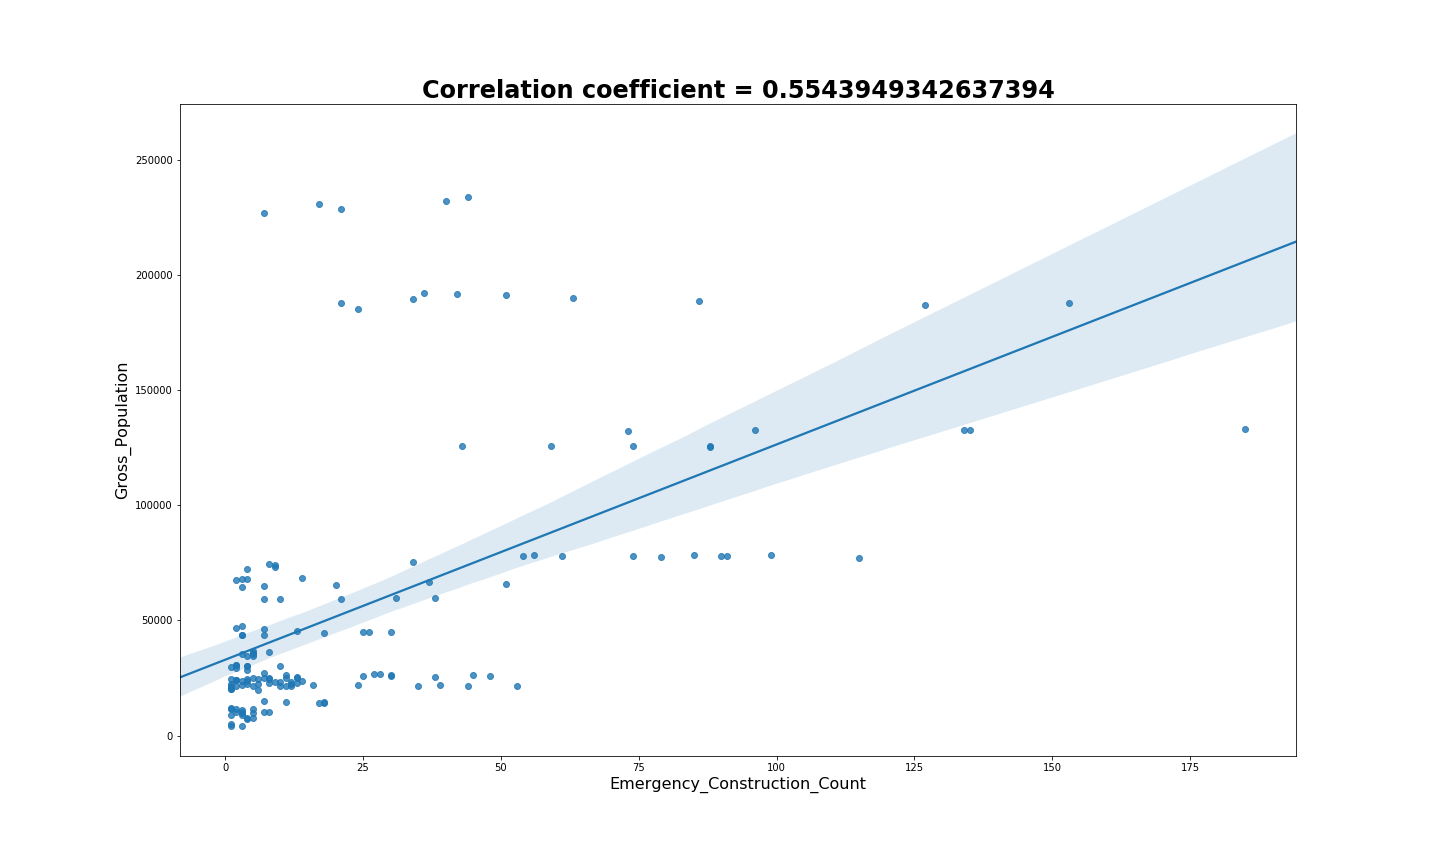 Correlation coefficient = 0.5543949342637394
250000
200000
150000
100000
50000
0
Gross_Population
0 25 50 75 100 125 150 175
Emergency_Construction_Count